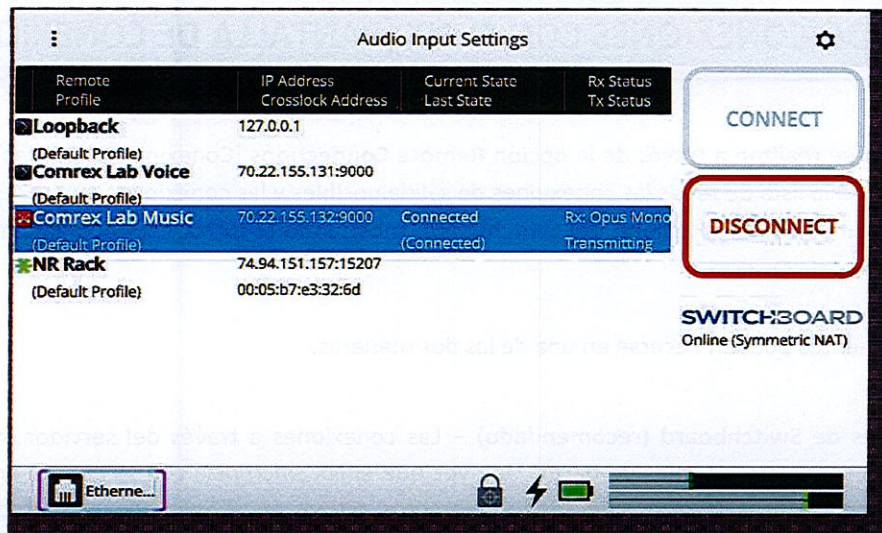 Audio Input Settings
Remote IP Address Current State Rx Status
Profile Crosslock Address Last State Tx Status
Loopback 127.0.0.1
(Default Profile)
Comrex Lab Voice 70.22.155.131:9000
(Default Profile)
Comrex Lab Music 70.22.155.132:9000 Connected Rx: Opus Mono
(Default Profile) (Connected) Transmitting
NR Rack 74.94.151.157:15207
(Default Profile) 00:05:b7:e3:32:6d
CONNECT
DISCONNECT
SWITCHBOARD
Online (Symmetric NAT)
Etherne...